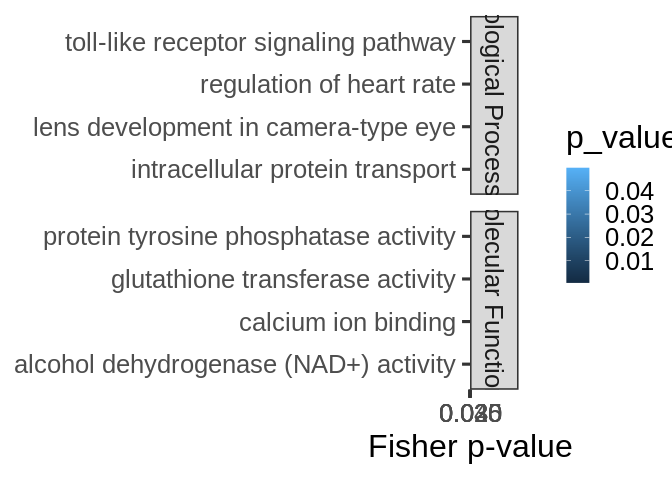 toll-like receptor signaling pathway
regulation of heart rate
lens development in camera-type eye
intracellular protein transport
ological Process
protein tyrosine phosphatase activity
glutathione transferase activity
calcium ion binding
alcohol dehydrogenase (NAD+) activity
olecular Functio
Fisher p-value
p_value
0.04
0.03
0.02
0.01